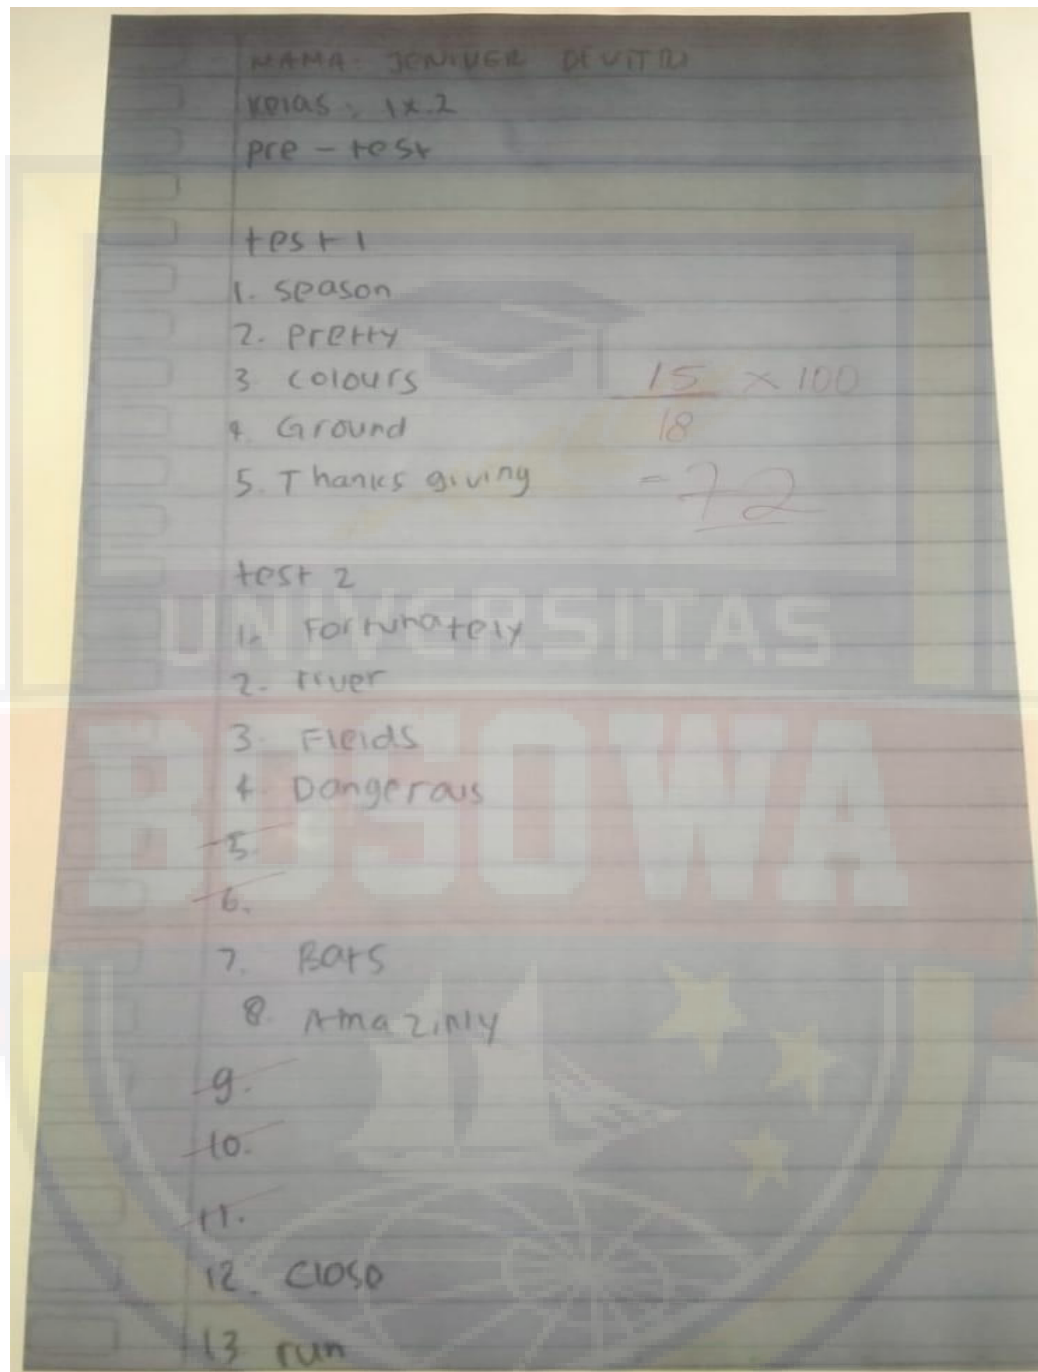 NAMA: JENIVER DEVITRI
Kelas: IX.2
pre - test
test 1
1. season
2. pretty
3 colours
4. Ground
5. Thanks giving
15 × 100
18
= 72
test 2
1. Fortunately
2. river
3. Fields
4. Dangerous
5
6.
7. Bats
8. Amazinly
9.
10.
11.
12. Close
13 run
UNIVERSITAS
BOSOWA